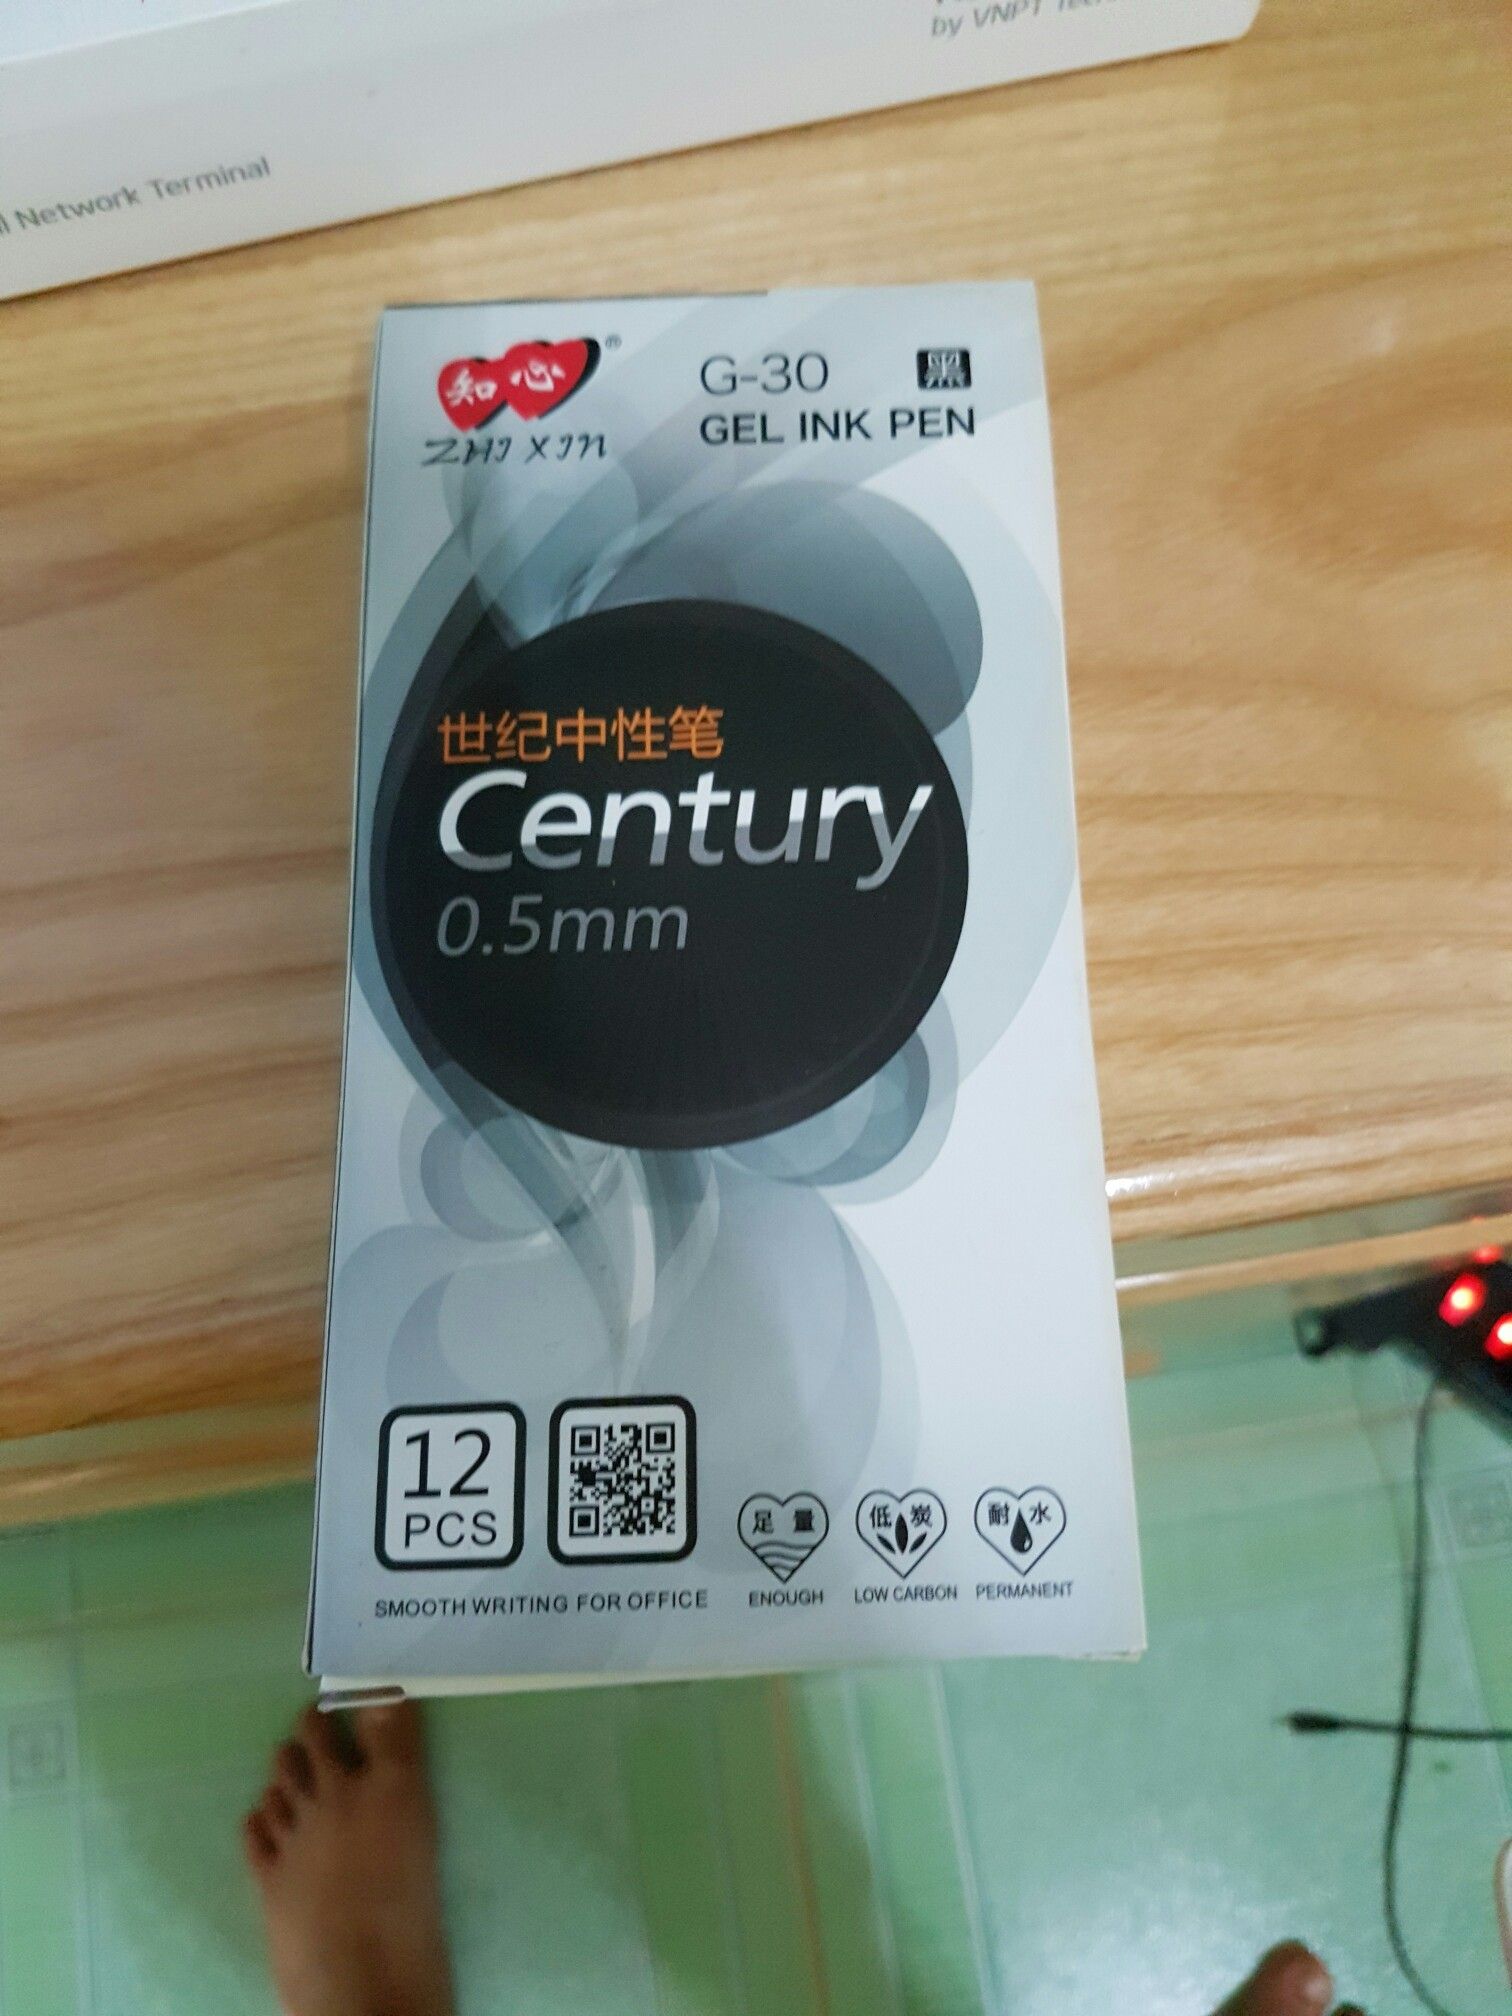 by VNPT
Network Terminal
知心®
ZHI XIN
G-30 黑
GEL INK PEN
世纪中性笔
Century
0.5mm
12
PCS
足量
低炭
耐水
SMOOTH WRITING FOR OFFICE
ENOUGH
LOW CARBON
PERMANENT